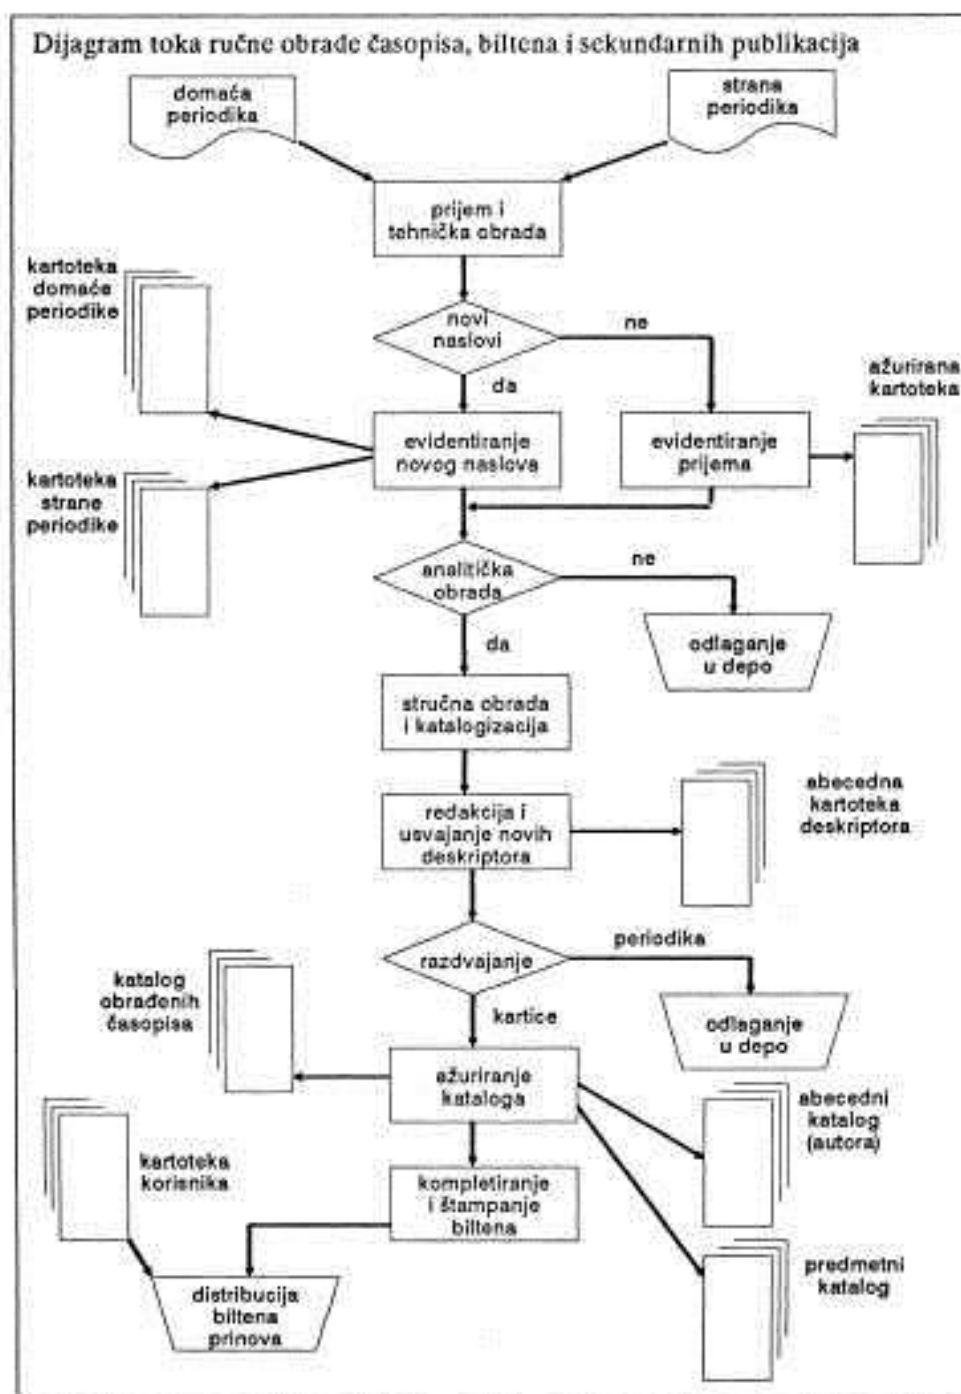 Dijagram toka ručne obrade časopisa, biltena i sekundarnih publikacija
domaća
periodika
strana
periodika
prijem i
tehnička obrada
kartoteka
domaće
periodike
novi
naslovi
ne
da
ažurirana
kartoteka
evidentiranje
novog naslova
evidentiranje
prijema
kartoteka
strane
periodike
analitička
obrada
ne
da
odlaganje
u depo
stručna obrada
i katalogizacija
redakcija i
usvajanje novih
deskriptora
abecedna
kartoteka
deskriptora
razdvajanje
periodika
kartice
katalog
obrađenih
časopisa
odlaganje
u depo
ažuriranje
kataloga
abecedni
katalog
(autora)
kartoteka
korisnika
kompletiranje
i štampanje
biltena
predmetni
katalog
distribucija
biltena
prinova